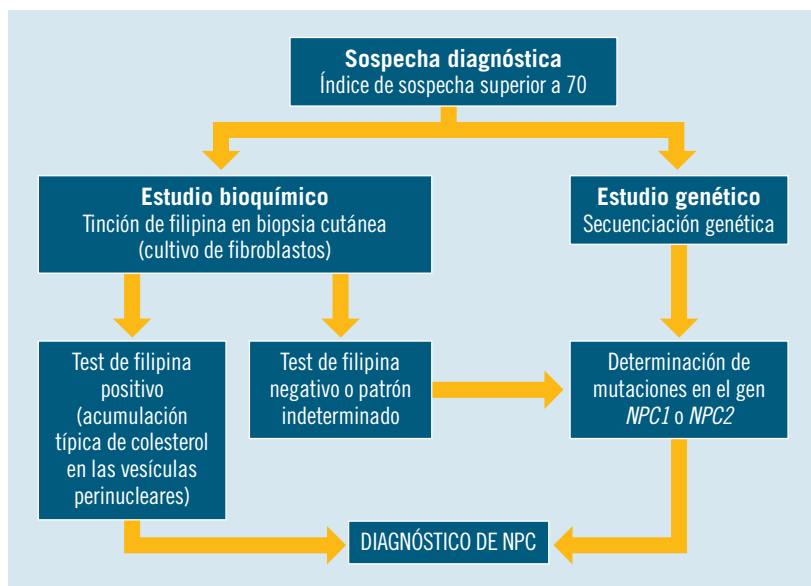 Sospecha diagnóstica
Índice de sospecha superior a 70
Estudio bioquímico
Tinción de filipina en biopsia cutánea
(cultivo de fibroblastos)
Estudio genético
Secuenciación genética
Test de filipina
positivo
(acumulación
típica de colesterol
en las vesículas
perinucleares)
Test de filipina
negativo o patrón
indeterminado
Determinación de
mutaciones en el gen
NPC1 o NPC2
DIAGNÓSTICO DE NPC